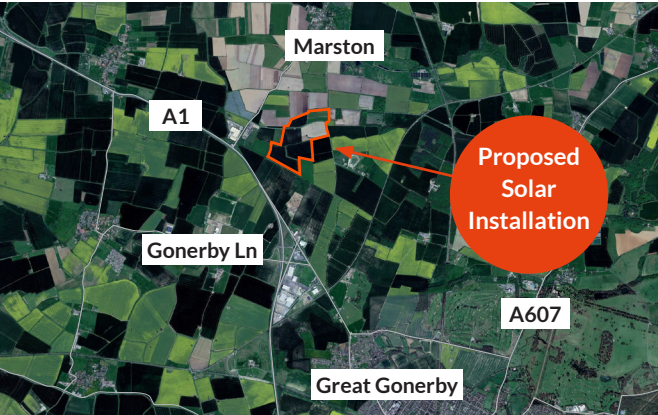 Marston
A1
Proposed
Solar
Installation
Gonerby Ln
A607
Great Gonerby